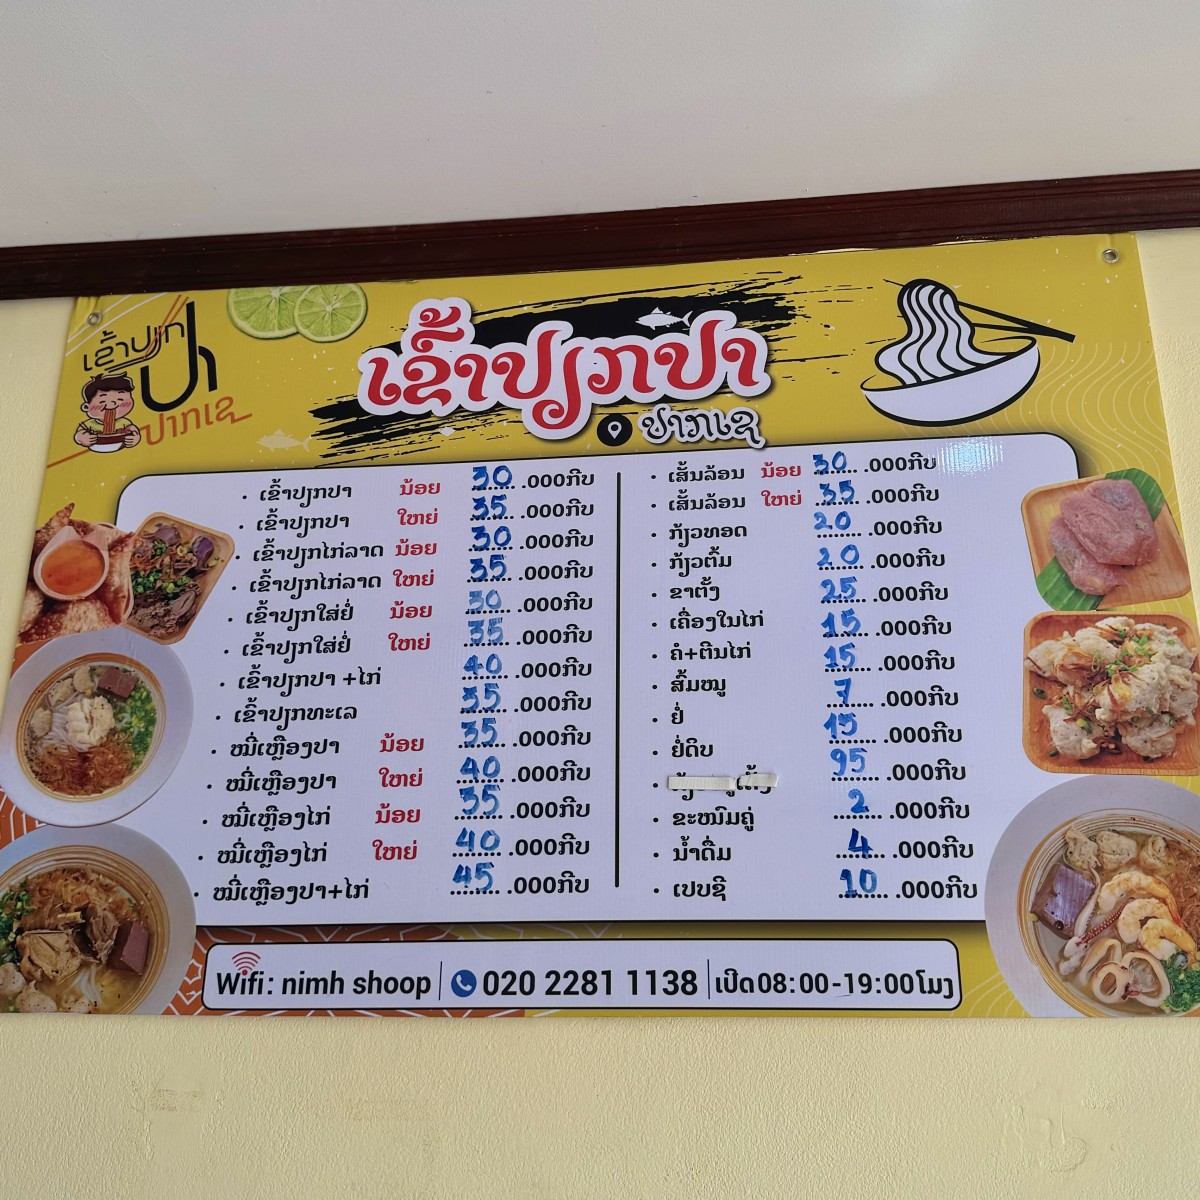 ເຂົ້າປຽກ
ປາ
ປາກເຊ
ເຂົ້າປຽກປາ
ປາກເຊ
· ເຂົ້າປຽກປາ ນ້ອຍ 30.000ກີບ
· ເຂົ້າປຽກປາ ໃຫຍ່ 35.000ກີບ
· ເຂົ້າປຽກໄກ່ລາດ ນ້ອຍ 30.000ກີບ
· ເຂົ້າປຽກໄກ່ລາດ ໃຫຍ່ 35.000ກີບ
· ເຂົ້າປຽກໃສ່ຢໍ່ ນ້ອຍ 30.000ກີບ
· ເຂົ້າປຽກໃສ່ຢໍ່ ໃຫຍ່ 35.000ກີບ
· ເຂົ້າປຽກປາ +ໄກ່ 40.000ກີບ
· ເຂົ້າປຽກທະເລ 35.000ກີບ
· ໝີ່ເຫຼືອງປາ ນ້ອຍ 35.000ກີບ
· ໝີ່ເຫຼືອງປາ ໃຫຍ່ 40.000ກີບ
· ໝີ່ເຫຼືອງໄກ່ ນ້ອຍ 35.000ກີບ
· ໝີ່ເຫຼືອງໄກ່ ໃຫຍ່ 40.000ກີບ
· ໝີ່ເຫຼືອງປາ+ໄກ່ 45.000ກີບ
· ເສັ້ນລ້ອນ ນ້ອຍ 30.000ກີບ
· ເສັ້ນລ້ອນ ໃຫຍ່ 35.000ກີບ
· ກ້ຽວທອດ 20.000ກີບ
· ກ້ຽວຕົ້ມ 20.000ກີບ
· ຂາຕັ້ງ 25.000ກີບ
· ເຄື່ອງໃນໄກ່ 15.000ກີບ
· ຄໍ+ຕີນໄກ່ 15.000ກີບ
· ສົ້ມໝູ 7.000ກີບ
· ຢໍ່ 15.000ກີບ
· ຢໍ່ດິບ 95.000ກີບ
· ຂະໜົມຄູ່ 2.000ກີບ
· ນ້ຳດື່ມ 4.000ກີບ
· ເປບຊີ 10.000ກີບ
Wifi: nimh shoop 020 2281 1138 ເປີດ08:00-19:00ໂມງ